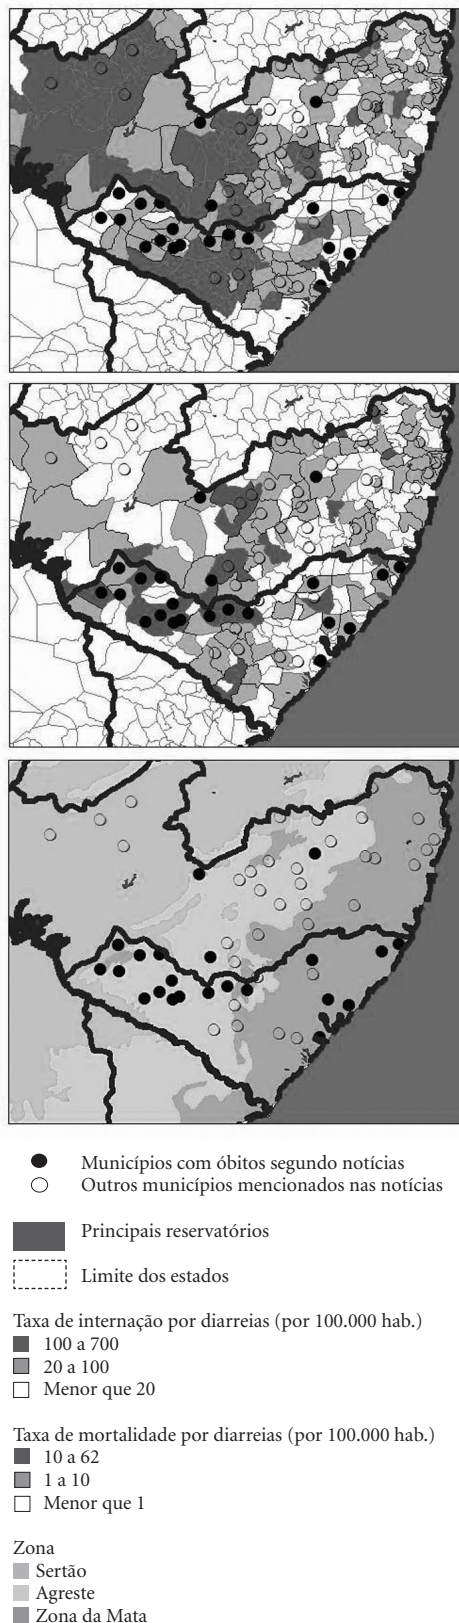 Municípios com óbitos segundo notícias
Outros municípios mencionados nas notícias
Principais reservatórios
Limite dos estados
Taxa de internação por diarreias (por 100.000 hab.)
100 a 700
20 a 100
Menor que 20
Taxa de mortalidade por diarreias (por 100.000 hab.)
10 a 62
1 a 10
Menor que 1
Zona
Sertão
Agreste
Zona da Mata